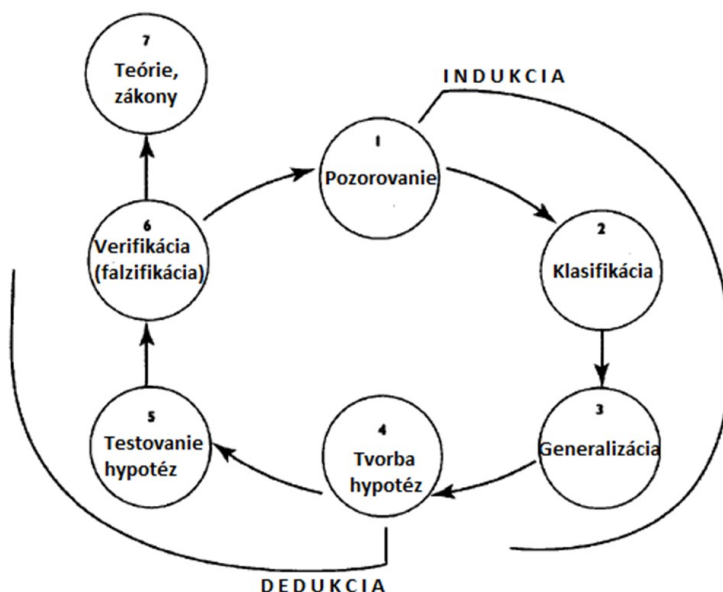 7
Teórie,
zákony
INDUKCIA
1
Pozorovanie
2
Klasifikácia
6
Verifikácia
(falzifikácia)
3
Generalizácia
5
Testovanie
hypotéz
4
Tvorba
hypotéz
DEDUKCIA